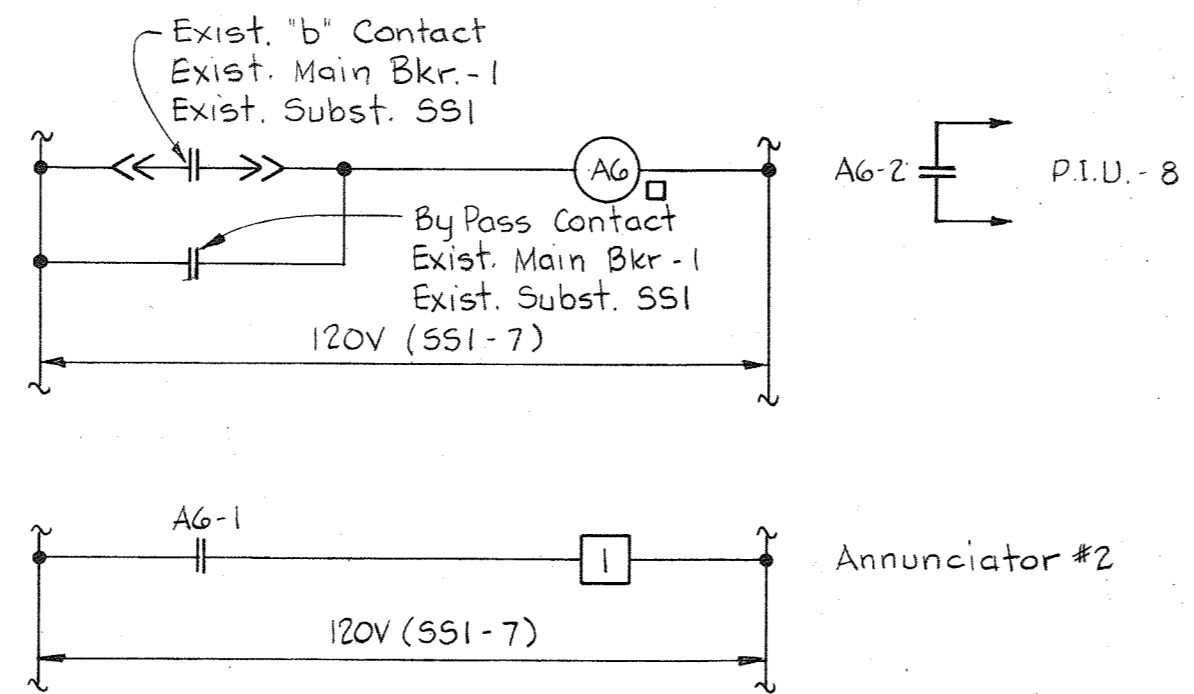 Exist. "b" Contact
Exist. Main Bkr.-1
Exist. Subst. SS1
A6
A6-2
P.I.U.-8
By Pass Contact
Exist. Main Bkr-1
Exist. Subst. SS1
120V (SS1-7)
A6-1
1
Annunciator #2
120V (SS1-7)